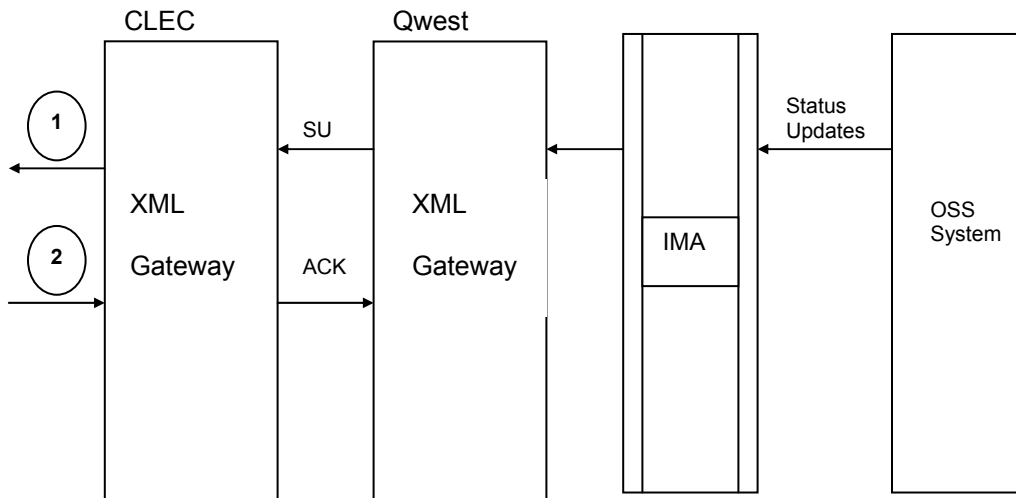 CLEC
Qwest
1
SU
Status
Updates
XML
XML
OSS
System
2
Gateway
ACK
Gateway
IMA